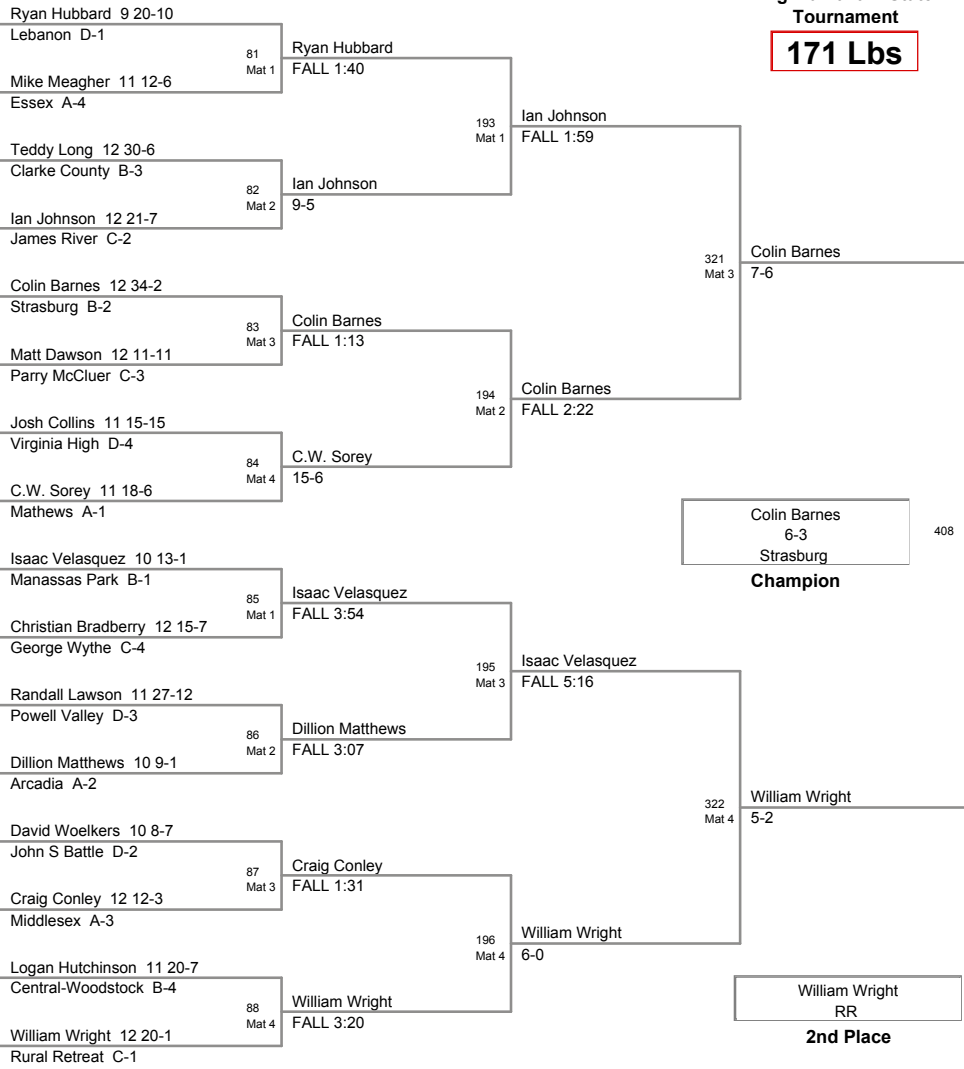 Tournament
171 Lbs
Ryan Hubbard 9 20-10
Lebanon D-1
81
Mat 1
Ryan Hubbard
FALL 1:40
Mike Meagher 11 12-6
Essex A-4
193
Mat 1
Ian Johnson
FALL 1:59
Teddy Long 12 30-6
Clarke County B-3
82
Mat 2
Ian Johnson
9-5
Ian Johnson 12 21-7
James River C-2
321
Mat 3
Colin Barnes
7-6
Colin Barnes 12 34-2
Strasburg B-2
83
Mat 3
Colin Barnes
FALL 1:13
Matt Dawson 12 11-11
Parry McCluer C-3
194
Mat 2
Colin Barnes
FALL 2:22
Josh Collins 11 15-15
Virginia High D-4
84
Mat 4
C.W. Sorey
15-6
C.W. Sorey 11 18-6
Mathews A-1
Colin Barnes
6-3
Strasburg
408
Champion
Isaac Velasquez 10 13-1
Manassas Park B-1
85
Mat 1
Isaac Velasquez
FALL 3:54
Christian Bradberry 12 15-7
George Wythe C-4
195
Mat 3
Isaac Velasquez
FALL 5:16
Randall Lawson 11 27-12
Powell Valley D-3
86
Mat 2
Dillion Matthews
FALL 3:07
Dillion Matthews 10 9-1
Arcadia A-2
322
Mat 4
William Wright
5-2
David Woelkers 10 8-7
John S Battle D-2
87
Mat 3
Craig Conley
FALL 1:31
Craig Conley 12 12-3
Middlesex A-3
196
Mat 4
William Wright
6-0
Logan Hutchinson 11 20-7
Central-Woodstock B-4
88
Mat 4
William Wright
FALL 3:20
William Wright 12 20-1
Rural Retreat C-1
William Wright
RR
2nd Place